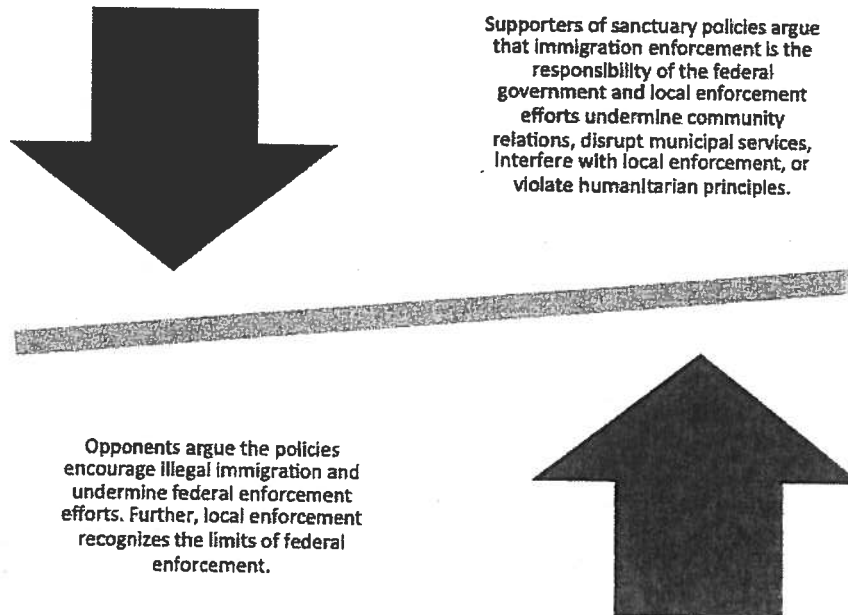 Supporters of sanctuary policies argue
that immigration enforcement is the
responsibility of the federal
government and local enforcement
efforts undermine community
relations, disrupt municipal services,
interfere with local enforcement, or
violate humanitarian principles.
Opponents argue the policies
encourage illegal immigration and
undermine federal enforcement
efforts. Further, local enforcement
recognizes the limits of federal
enforcement.